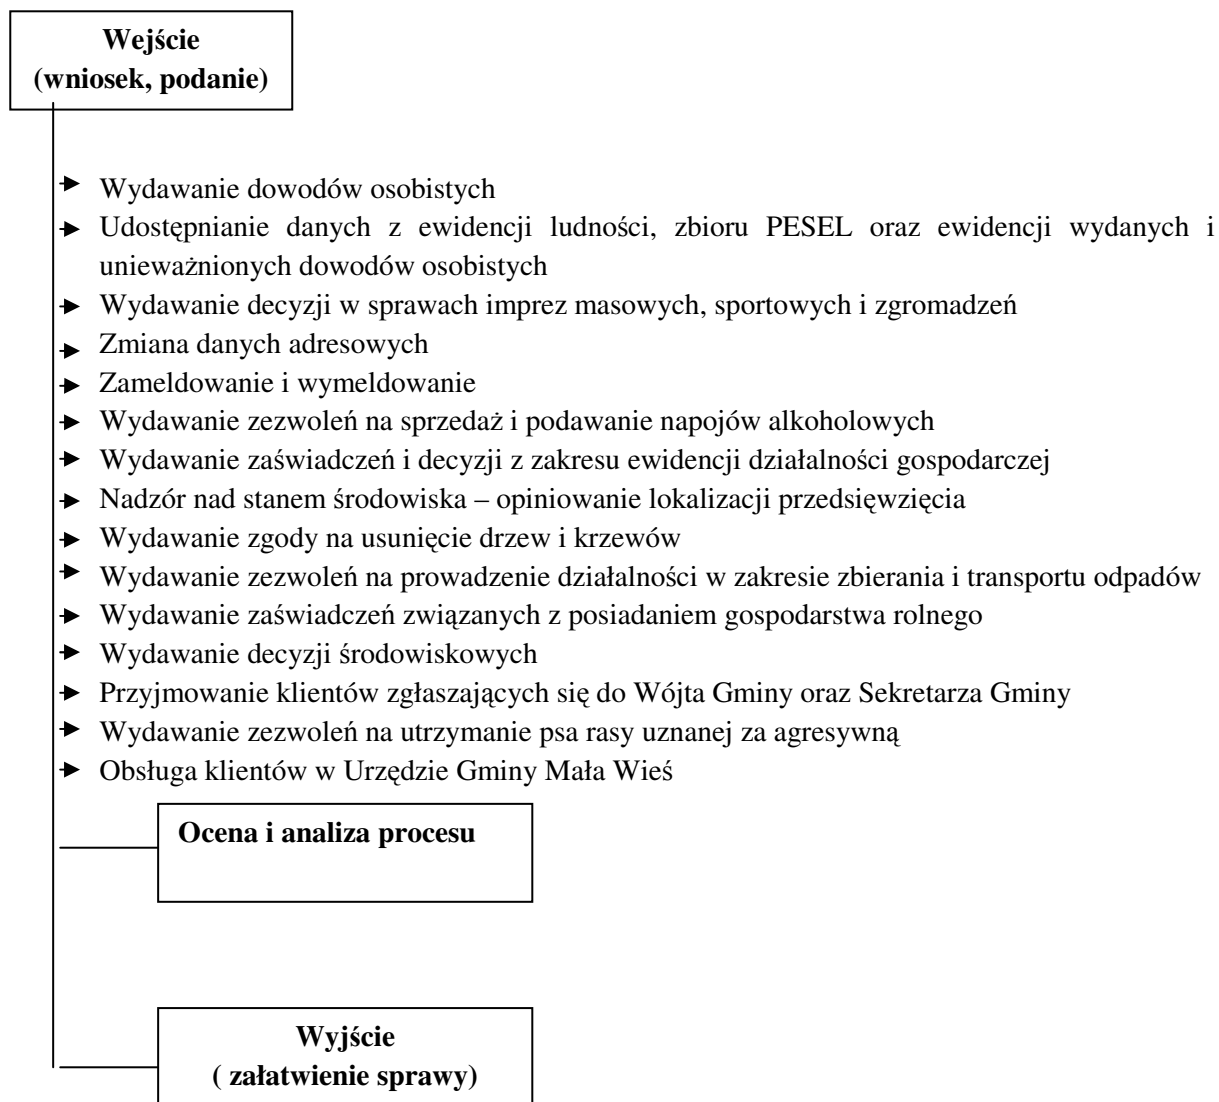 Wejście
(wniosek, podanie)
Wydawanie dowodów osobistych
Udostępnianie danych z ewidencji ludności, zbioru PESEL oraz ewidencji wydanych i
unieważnionych dowodów osobistych
Wydawanie decyzji w sprawach imprez masowych, sportowych i zgromadzeń
Zmiana danych adresowych
Zameldowanie i wymeldowanie
Wydawanie zezwoleń na sprzedaż i podawanie napojów alkoholowych
Wydawanie zaświadczeń i decyzji z zakresu ewidencji działalności gospodarczej
Nadzór nad stanem środowiska – opiniowanie lokalizacji przedsięwzięcia
Wydawanie zgody na usunięcie drzew i krzewów
Wydawanie zezwoleń na prowadzenie działalności w zakresie zbierania i transportu odpadów
Wydawanie zaświadczeń związanych z posiadaniem gospodarstwa rolnego
Wydawanie decyzji środowiskowych
Przyjmowanie klientów zgłaszających się do Wójta Gminy oraz Sekretarza Gminy
Wydawanie zezwoleń na utrzymanie psa rasy uznanej za agresywną
Obsługa klientów w Urzędzie Gminy Mała Wieś
Ocena i analiza procesu
Wyjście
( załatwienie sprawy)